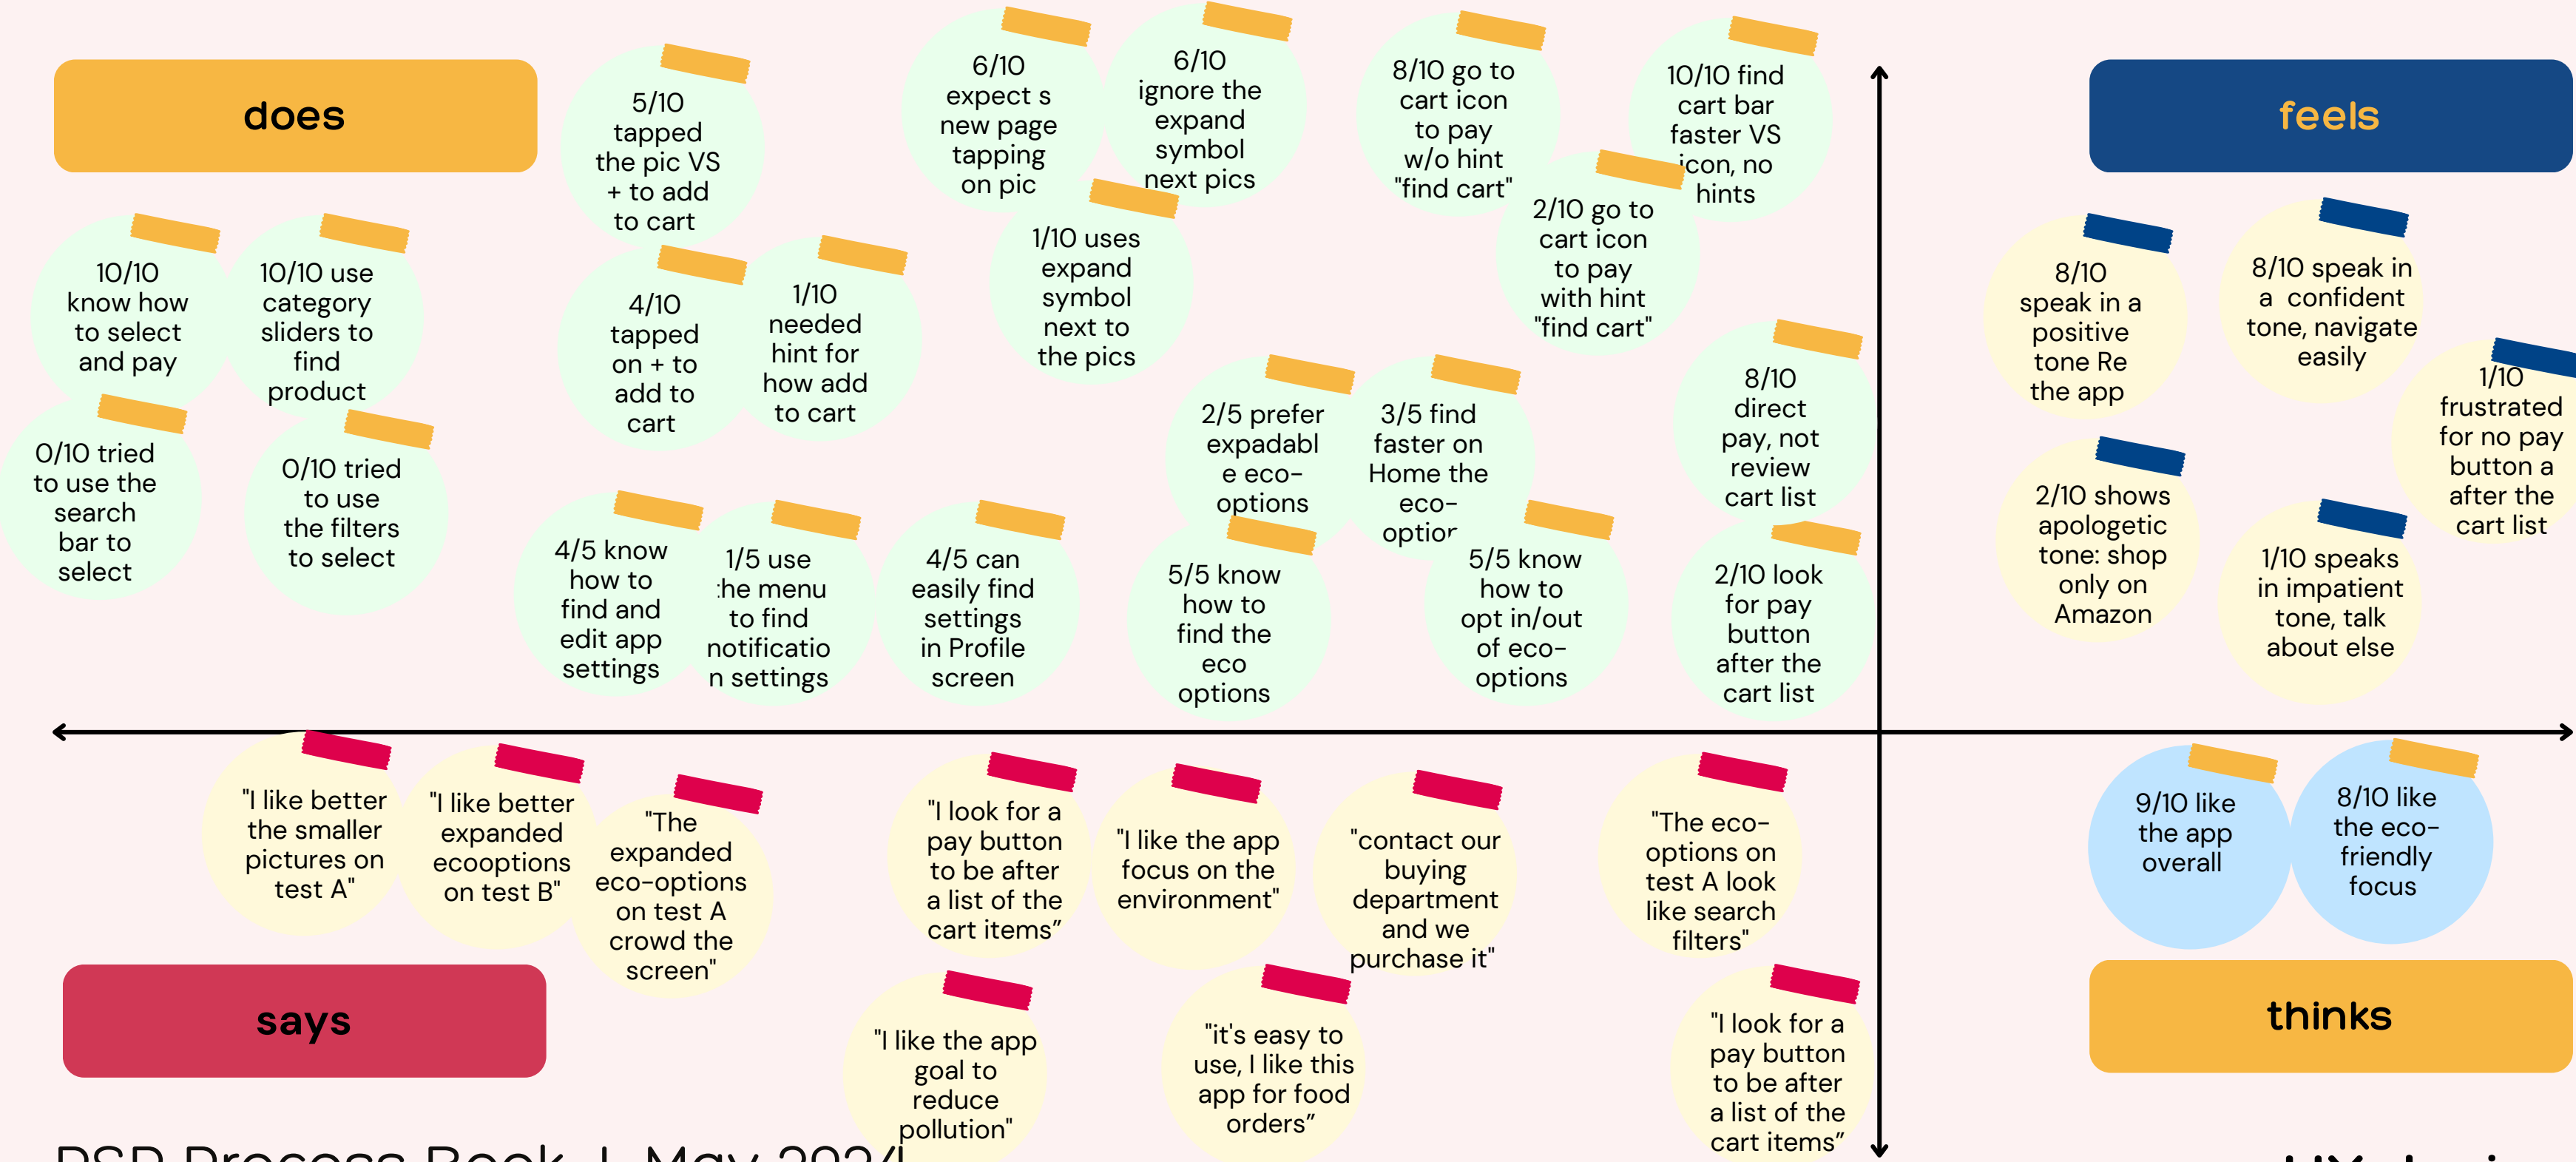 does
5/10
tapped
the pic VS
+ to add
to cart
6/10
expect s
new page
tapping
on pic
6/10
ignore the
expand
symbol
next pics
8/10 go to
cart icon
to pay
w/o hint
"find cart"
10/10 find
cart bar
faster VS
icon, no
hints
10/10
know how
to select
and pay
10/10 use
category
sliders to
find
product
4/10
tapped
on + to
add to
cart
1/10
needed
hint for
how add
to cart
1/10 uses
expand
symbol
next to
the pics
2/10 go to
cart icon
to pay
with hint
"find cart"
0/10 tried
to use the
search
bar to
select
0/10 tried
to use
the filters
to select
2/5 prefer
expadabl
e eco-
options
3/5 find
faster on
Home the
eco-
8/10
direct
pay, not
review
cart list
4/5 know
how to
find and
edit app
settings
1/5 use
the menu
to find
notificatio
n settings
4/5 can
easily find
settings
in Profile
screen
5/5 know
how to
find the
eco
options
5/5 know
how to
opt in/out
of eco-
options
2/10 look
for pay
button
after the
cart list
feels
8/10
speak in a
positive
tone Re
the app
8/10 speak in
a confident
tone, navigate
easily
1/10
frustrated
for no pay
button a
after the
cart list
2/10 shows
apologetic
tone: shop
only on
Amazon
1/10 speaks
in impatient
tone, talk
about else
"I like better
the smaller
pictures on
test A"
"I like better
expanded
ecooptions
on test B"
"The
expanded
eco-options
on test A
crowd the
screen"
"I look for a
pay button
to be after
a list of the
cart items”
"I like the app
focus on the
environment"
"contact our
buying
department
and we
purchase it"
"The eco-
options on
test A look
like search
filters"
says
"I like the app
goal to
reduce
pollution"
"it's easy to
use, I like this
app for food
orders”
"I look for a
pay button
to be after
a list of the
cart items”
9/10 like
the app
overall
8/10 like
the eco-
friendly
focus
thinks
Process Book | May 2024